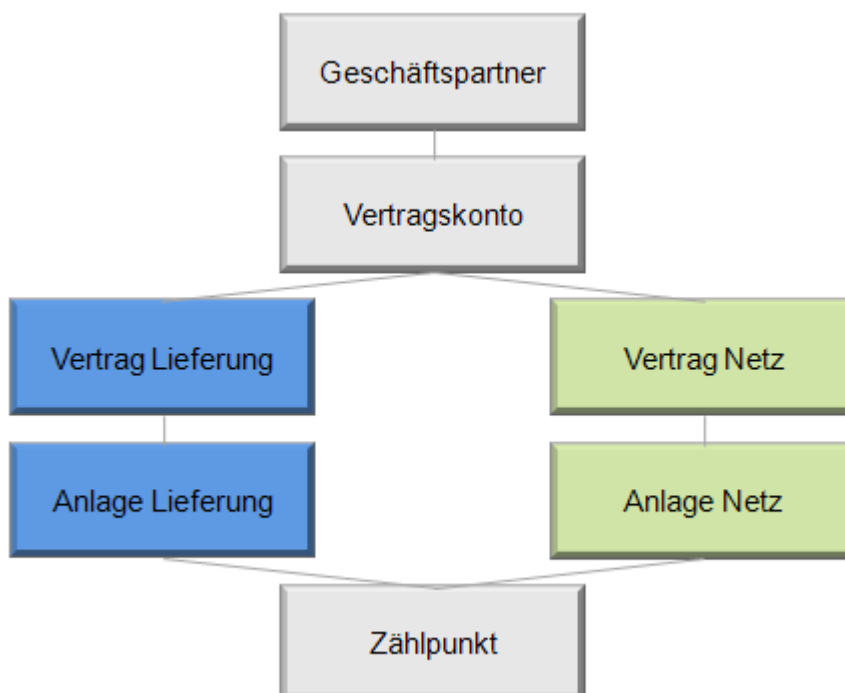 Geschäftspartner
Vertragskonto
Vertrag Lieferung
Vertrag Netz
Anlage Lieferung
Anlage Netz
Zählpunkt